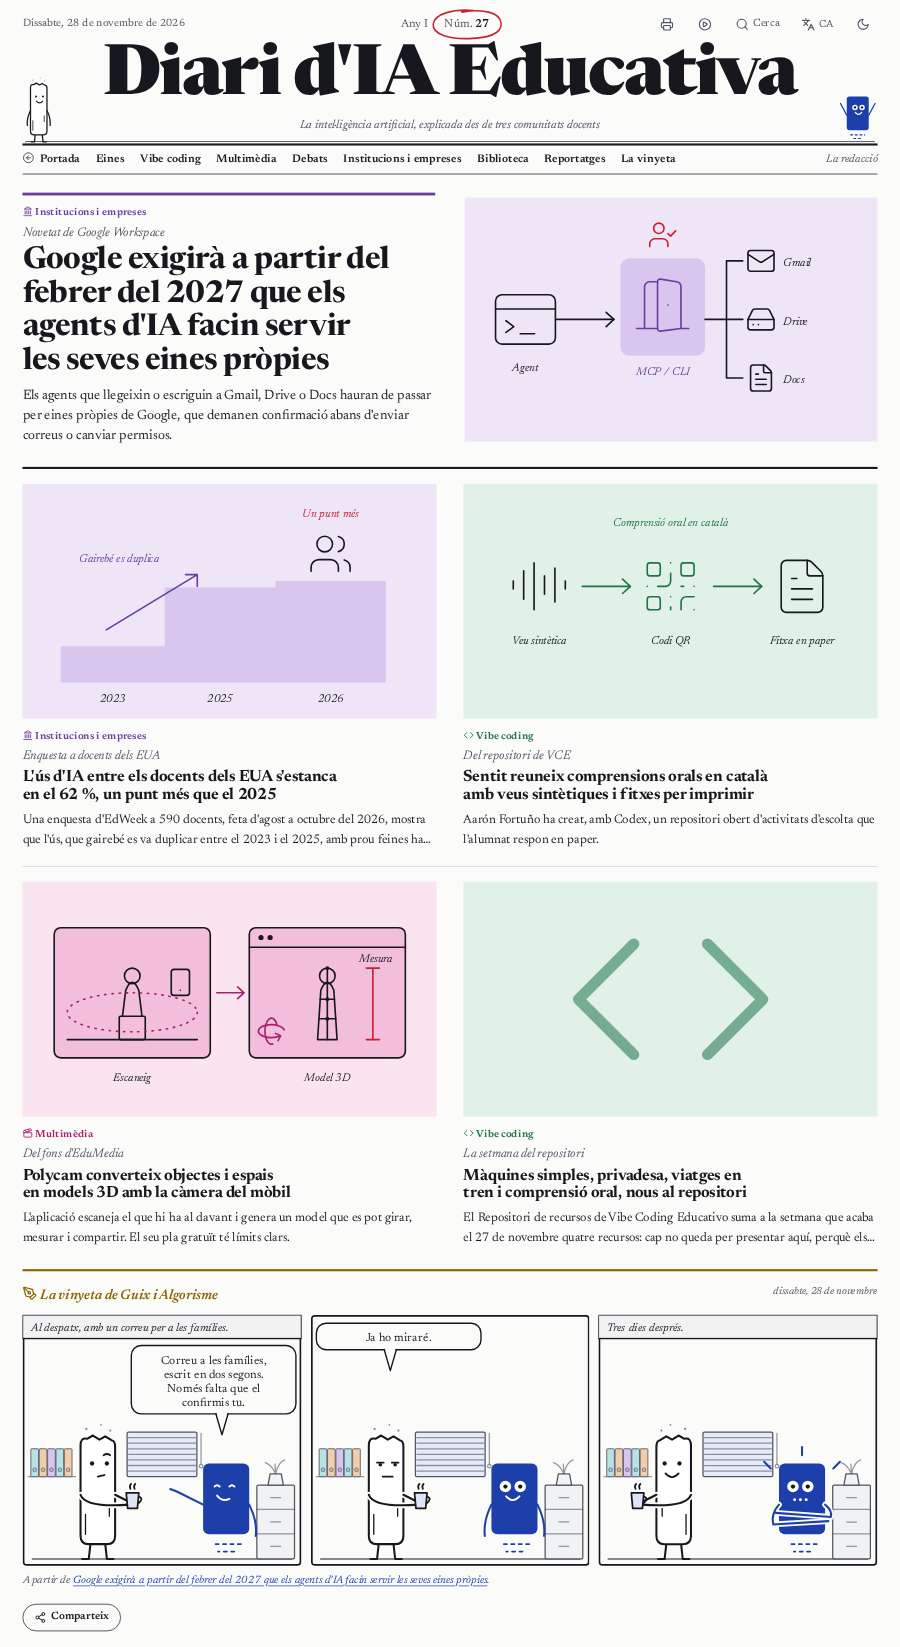 Dissabte, 28 de novembre de 2026
Any I Núm. 27
Cerca
CA
Diari d'IA Educativa
La intel·ligència artificial, explicada des de tres comunitats docents
Portada Eines Vibe coding Multimèdia Debats Institucions i empreses Biblioteca Reportatges La vinyeta
La redacció
Institucions i empreses
Novetat de Google Workspace
Google exigirà a partir del
febrer del 2027 que els
agents d'IA facin servir
les seves eines pròpies
Els agents que llegeixin o escriguin a Gmail, Drive o Docs hauran de passar
per eines pròpies de Google, que demanen confirmació abans d'enviar
correus o canviar permisos.
Agent
MCP / CLI
Gmail
Drive
Docs
Gairebé es duplica
Un punt més
2023
2025
2026
Institucions i empreses
Enquesta a docents dels EUA
L'ús d'IA entre els docents dels EUA s'estanca
en el 62 %, un punt més que el 2025
Una enquesta d'EdWeek a 590 docents, feta d'agost a octubre del 2026, mostra
que l'ús, que gairebé es va duplicar entre el 2023 i el 2025, amb prou feines ha...
Comprensió oral en català
Veu sintètica
Codi QR
Fitxa en paper
Vibe coding
Del repositori de VCE
Sentit reuneix comprensions orals en català
amb veus sintètiques i fitxes per imprimir
Aarón Fortuño ha creat, amb Codex, un repositori obert d'activitats d'escolta que
l'alumnat respon en paper.
Mesura
Escaneig
Model 3D
Multimèdia
Del fons d'EduMedia
Polycam converteix objectes i espais
en models 3D amb la càmera del mòbil
L'aplicació escaneja el que hi ha al davant i genera un model que es pot girar,
mesurar i compartir. El seu pla gratuït té límits clars.
Vibe coding
La setmana del repositori
Màquines simples, privadesa, viatges en
tren i comprensió oral, nous al repositori
El Repositori de recursos de Vibe Coding Educativo suma a la setmana que acaba
el 27 de novembre quatre recursos: cap no queda per presentar aquí, perquè els...
La vinyeta de Guix i Algorisme
dissabte, 28 de novembre
Al despatx, amb un correu per a les famílies.
Correu a les famílies,
escrit en dos segons.
Només falta que el
confirmis tu.
Ja ho miraré.
Tres dies després.
A partir de Google exigirà a partir del febrer del 2027 que els agents d'IA facin servir les seves eines pròpies.
Comparteix